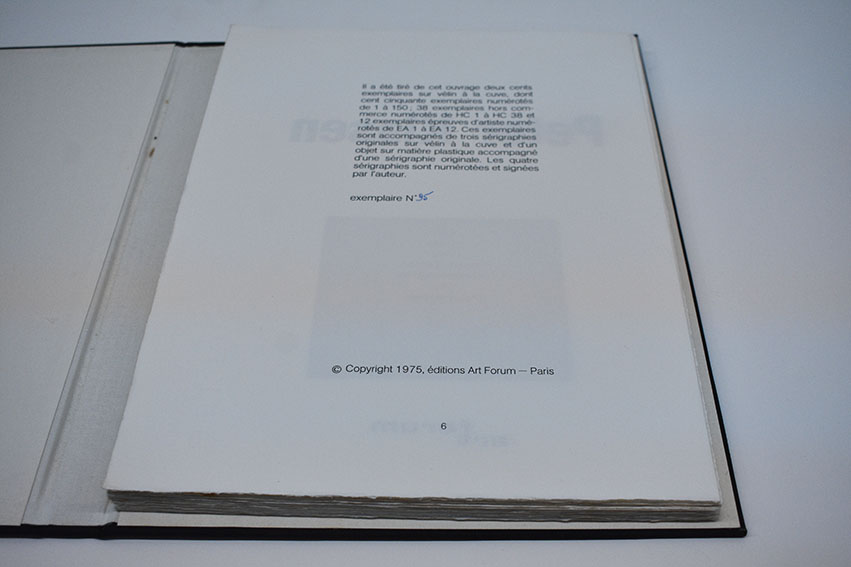 Il a été tiré de cet ouvrage deux cents
exemplaires sur vélin à la cuve, dont
cent cinquante exemplaires numérotés
de 1 à 150 ; 38 exemplaires hors com-
merce numérotés de HC 1 à HC 38 et
12 exemplaires épreuves d'artiste numé-
rotés de EA 1 à EA 12. Ces exemplaires
sont accompagnés de trois sérigraphies
originales sur vélin à la cuve et d'un
objet sur matière plastique accompagné
d'une sérigraphie originale. Les quatre
sérigraphies sont numérotées et signées
par l'auteur.
exemplaire N°
© Copyright 1975, éditions Art Forum — Paris
6